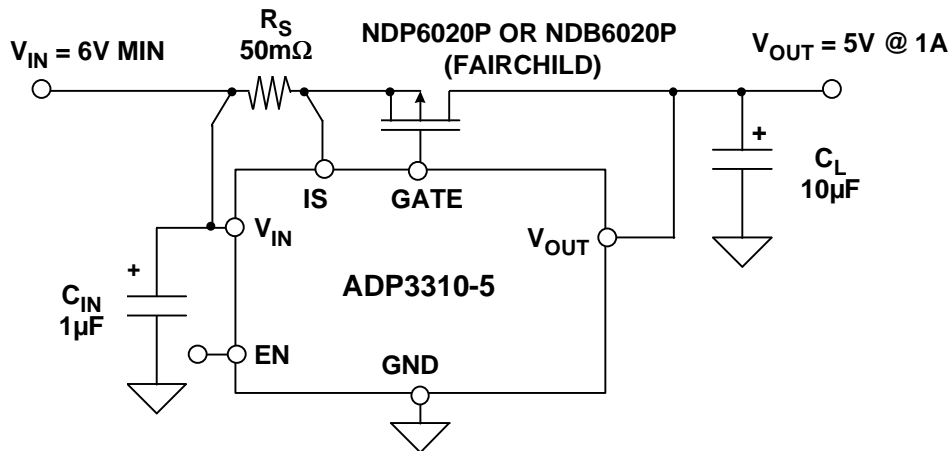 R_S
50mΩ
NDP6020P OR NDB6020P
(FAIRCHILD)
V_IN = 6V MIN
V_OUT = 5V @ 1A
+
C_L
10µF
IS
GATE
V_IN
V_OUT
ADP3310-5
+
C_IN
1µF
EN
GND